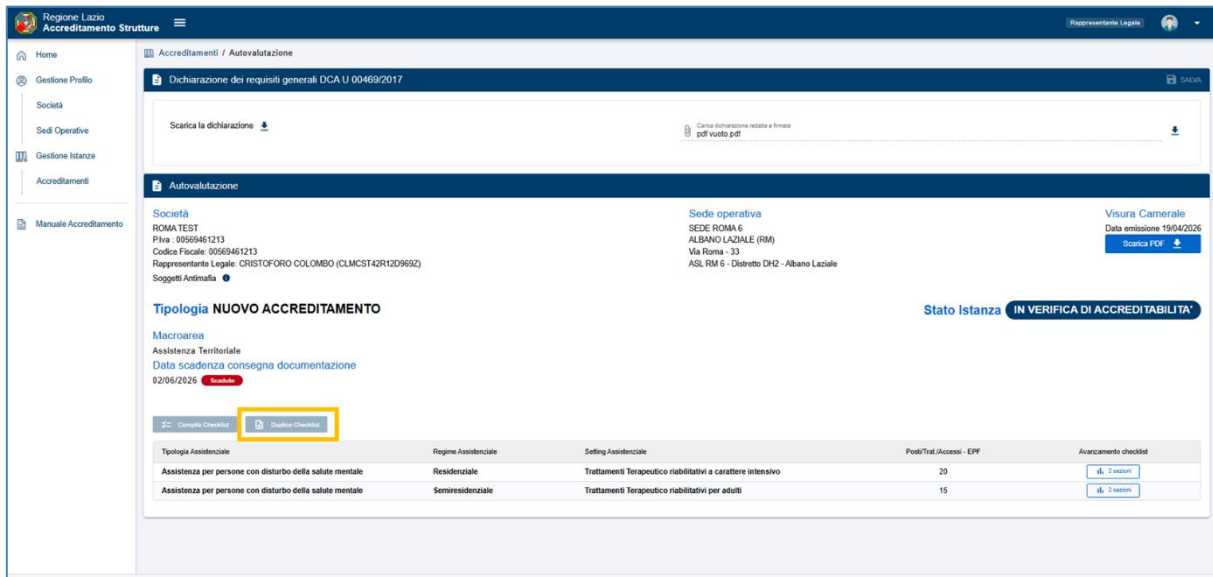 Regione Lazio
Accreditamento Strutture
Rappresentante Legale
Home
Gestione Profilo
Società
Sedi Operative
Gestione Istanze
Accreditamenti
Manuale Accreditamento
Accreditamenti / Autovalutazione
Dichiarazione dei requisiti generali DCA U 00469/2017
SALVA
Scarica la dichiarazione
Carica dichiarazione redatta e firmata
pdf vuoto.pdf
Autovalutazione
Società
ROMA TEST
P.Iva : 00569461213
Codice Fiscale: 00569461213
Rappresentante Legale: CRISTOFORO COLOMBO (CLMCST42R12D969Z)
Soggetti Antimafia
Sede operativa
SEDE ROMA 6
ALBANO LAZIALE (RM)
Via Roma - 33
ASL RM 6 - Distretto DH2 - Albano Laziale
Visura Camerale
Data emissione 19/04/2026
Scarica PDF
Tipologia NUOVO ACCREDITAMENTO
Stato Istanza IN VERIFICA DI ACCREDITABILITA'
Macroarea
Assistenza Territoriale
Data scadenza consegna documentazione
02/06/2026 Scaduto
Compila Checklist Duplica Checklist
Tipologia Assistenziale Regime Assistenziale Setting Assistenziale Posti/Trat./Accessi - EPF Avanzamento checklist
Assistenza per persone con disturbo della salute mentale Residenziale Trattamenti Terapeutico riabilitativi a carattere intensivo 20 2 sezioni
Assistenza per persone con disturbo della salute mentale Semiresidenziale Trattamenti Terapeutico riabilitativi per adulti 15 2 sezioni